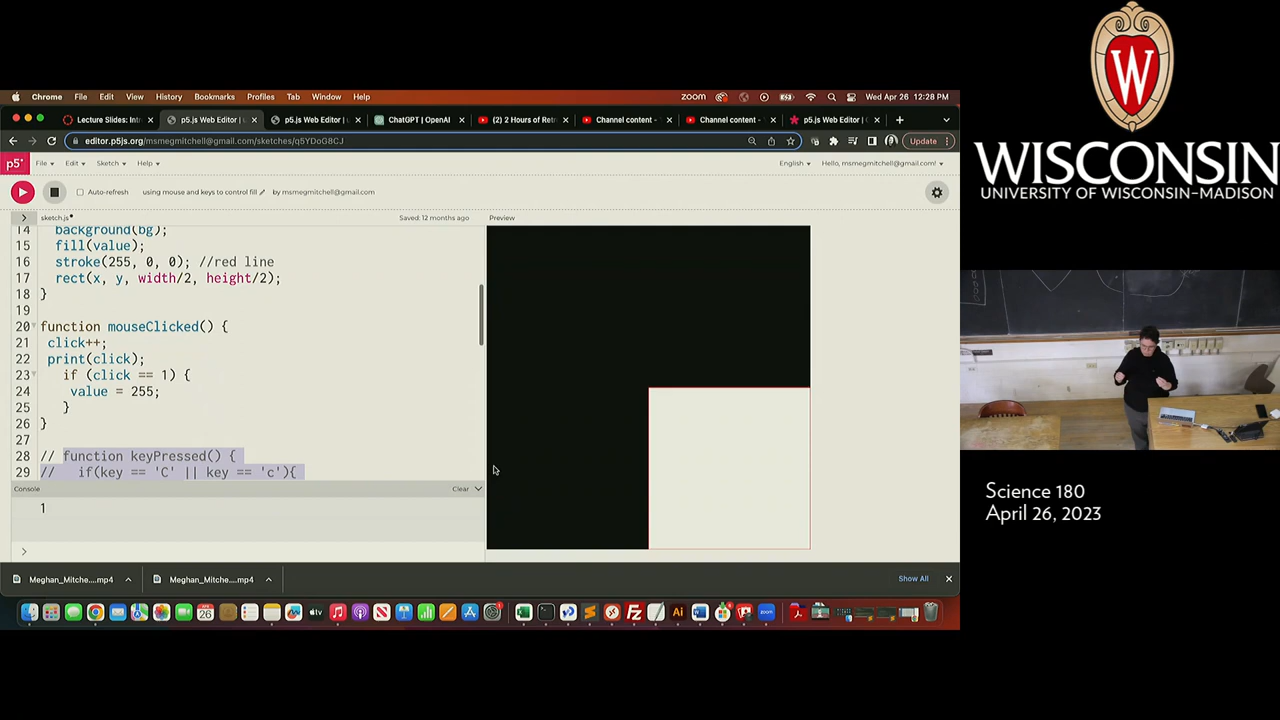 Chrome File Edit View History Bookmarks Profiles Tab Window Help zoom Wed Apr 26 12:28 PM
Lecture Slides: Intr p5.js Web Editor | p5.js Web Editor | ChatGPT | OpenAI (2) 2 Hours of Retr Channel content - Channel content - p5.js Web Editor |
editor.p5js.org/msmegmitchell@gmail.com/sketches/q5YDoG8CJ Update
p5* File Edit Sketch Help English Hello, msmegmitchell@gmail.com!
Auto-refresh using mouse and keys to control fill by msmegmitchell@gmail.com
sketch.js Saved: 12 months ago Preview
14 background(bg);
15 fill(value);
16 stroke(255, 0, 0); //red line
17 rect(x, y, width/2, height/2);
18 }
19
20 function mouseClicked() {
21 click++;
22 print(click);
23 if (click == 1) {
24 value = 255;
25 }
26 }
27
28 // function keyPressed() {
29 // if(key == 'C' || key == 'c'){
Console Clear
1
>
Meghan_Mitche....mp4 Meghan_Mitche....mp4 Show All
W
WISCONSIN
UNIVERSITY OF WISCONSIN–MADISON
Science 180
April 26, 2023